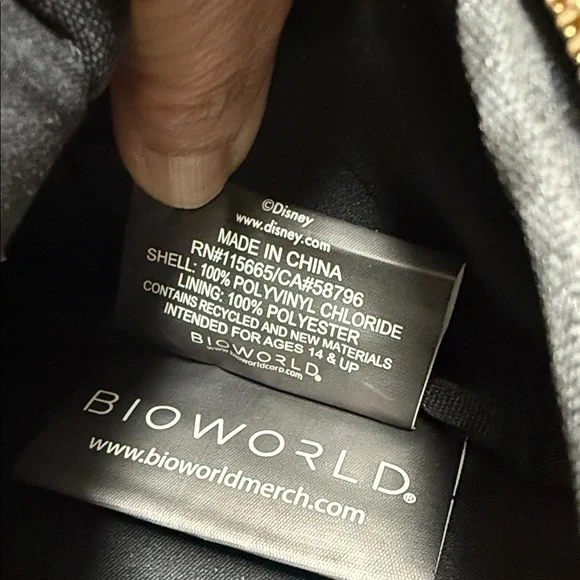 ©Disney
www.disney.com
MADE IN CHINA
RN#115665/CA#58796
SHELL: 100% POLYVINYL CHLORIDE
LINING: 100% POLYESTER
CONTAINS RECYCLED AND NEW MATERIALS
INTENDED FOR AGES 14 & UP
BIOWORLD®
www.bioworldcorp.com
BIOWORLD®
www.bioworldmerch.com